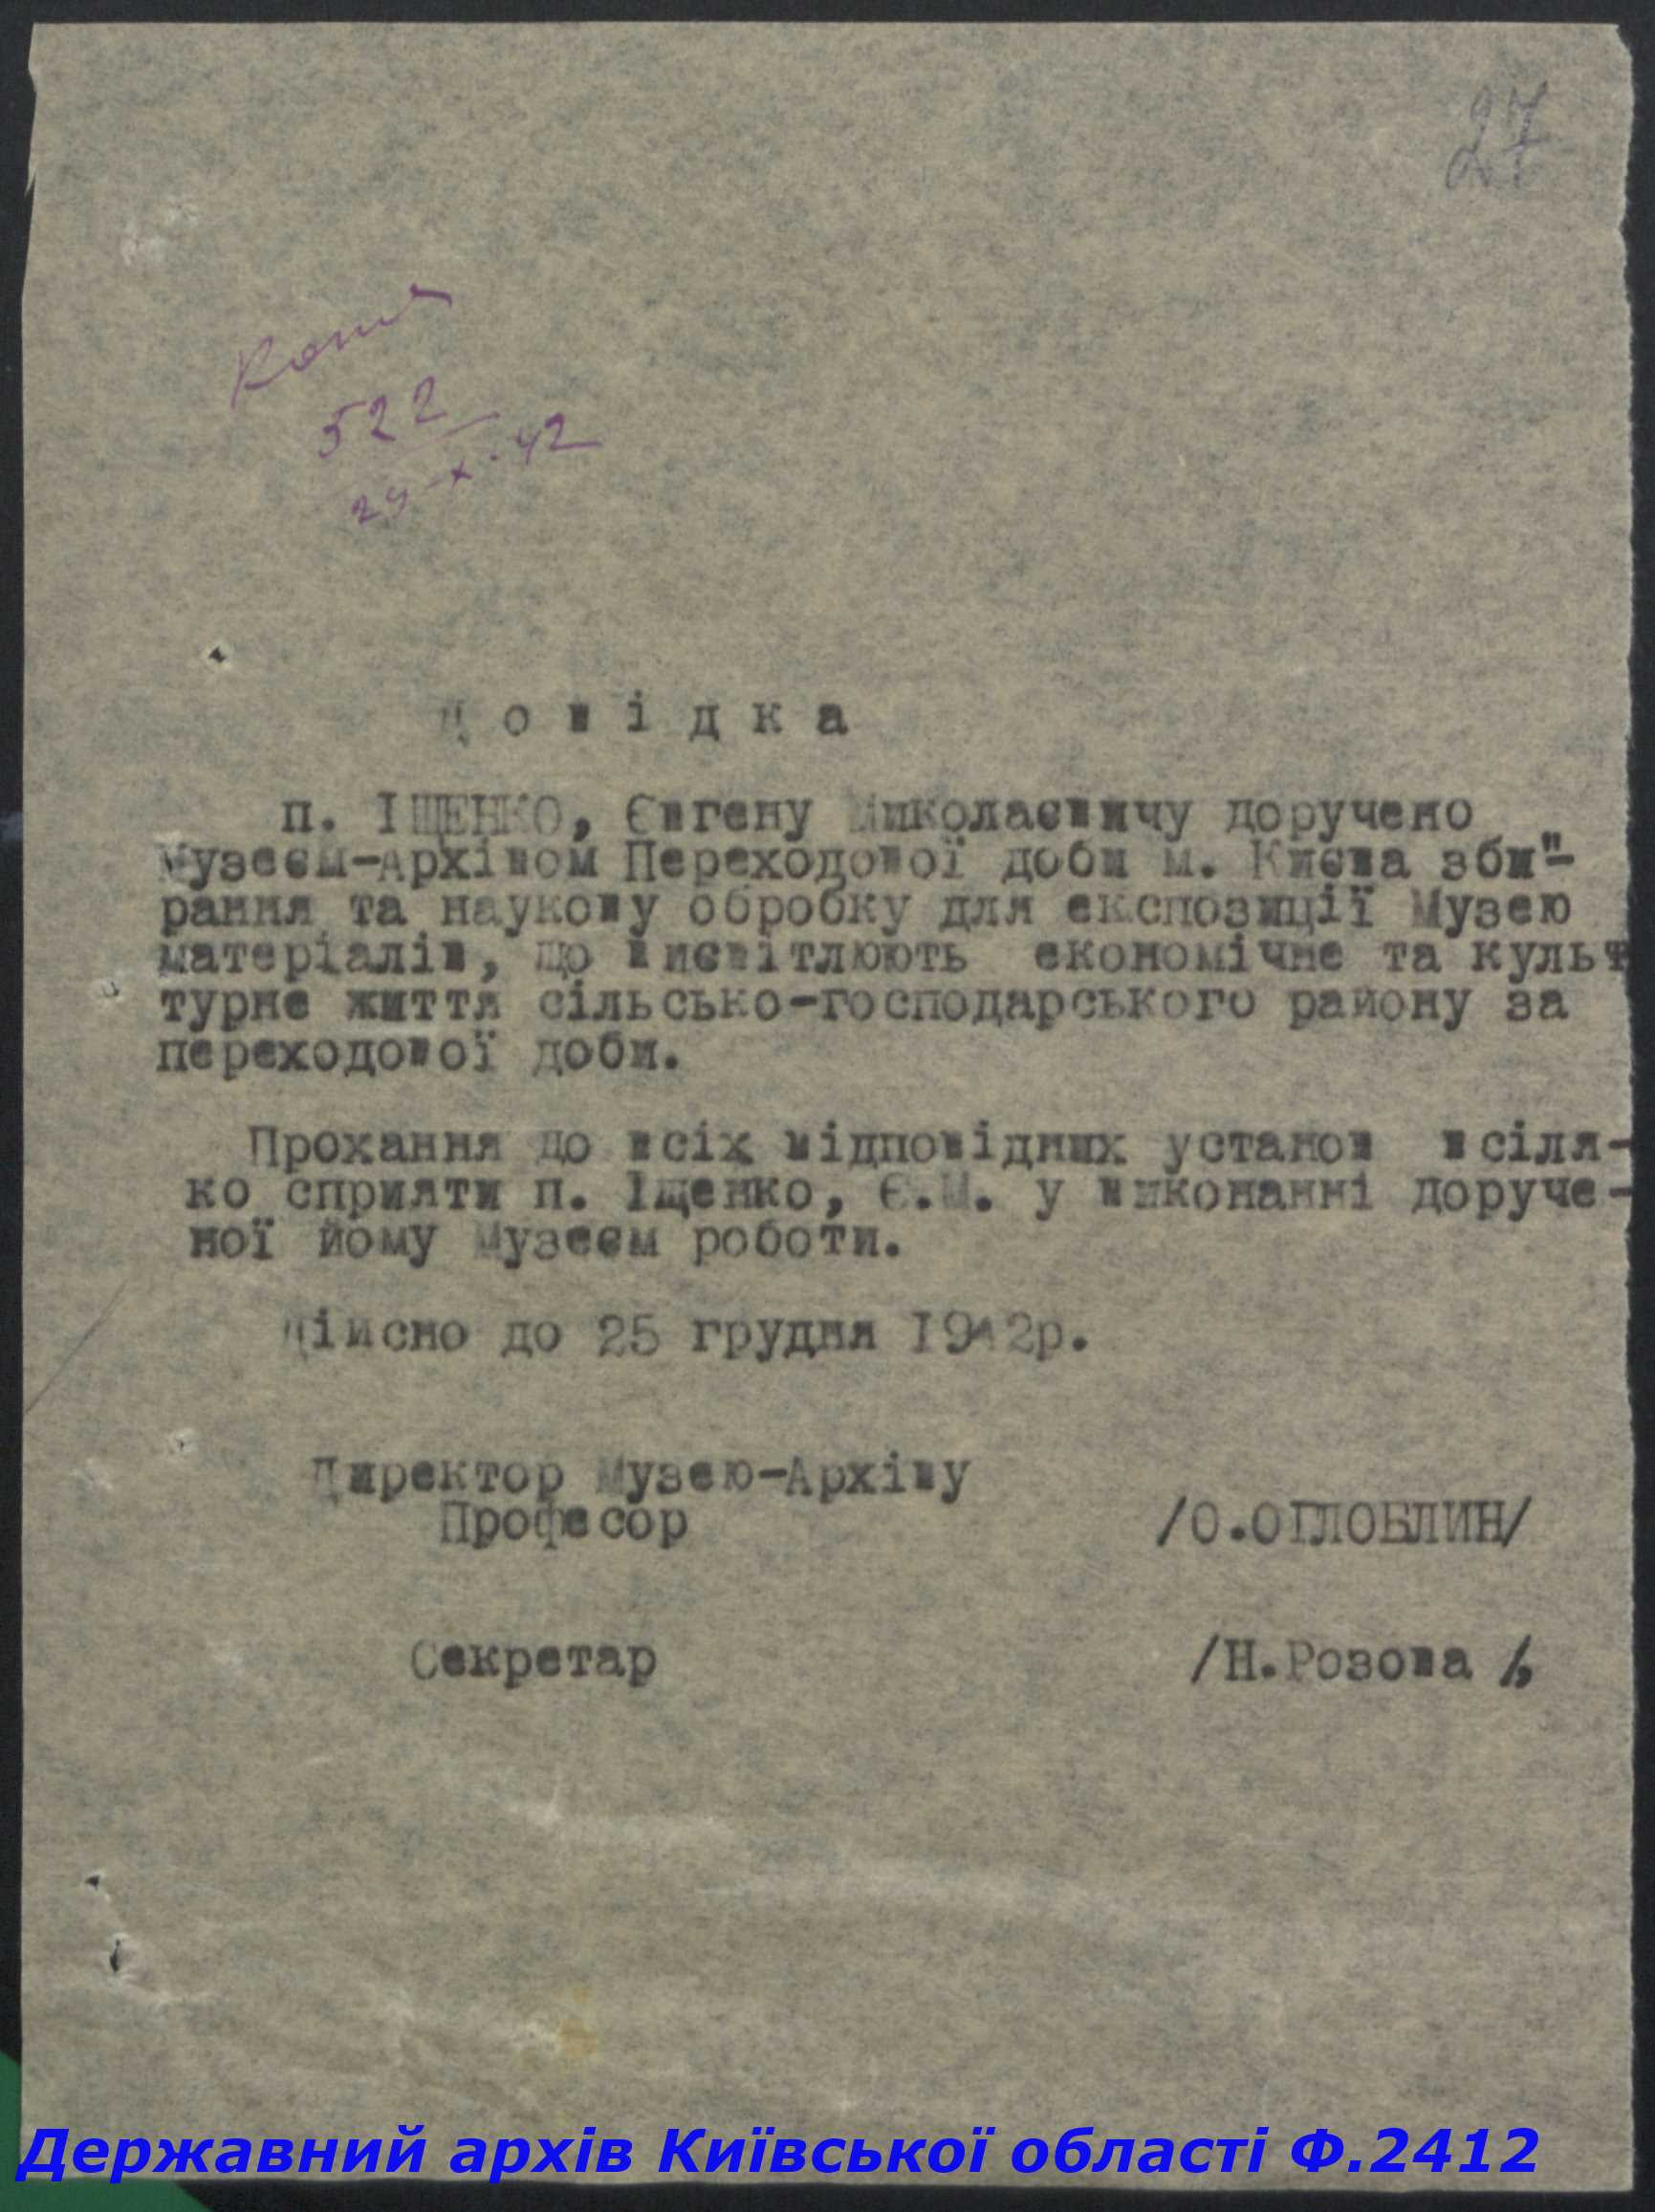 27
Копия
522
29-X-42
Довідка
п. ІЩЕНКО, Євгену Миколаєвичу доручено
Музеєм-Архівом Переходової доби м. Києва зби"-
рання та наукову обробку для експозиції Музею
матеріалів, що висвітлюють економічне та культ
турне життя сільсько-господарського району за
переходової доби.
Прохання до всіх відповідних установ всіля-
ко сприяти п. Іщенко, Є.М. у виконанні доруче-
ної йому Музеєм роботи.
Дійсно до 25 грудня 1942р.
Директор Музею-Архіву
Професор /О.ОГЛОБЛИН/
Секретар /Н.Розова /,
Державний архів Київської області Ф.2412